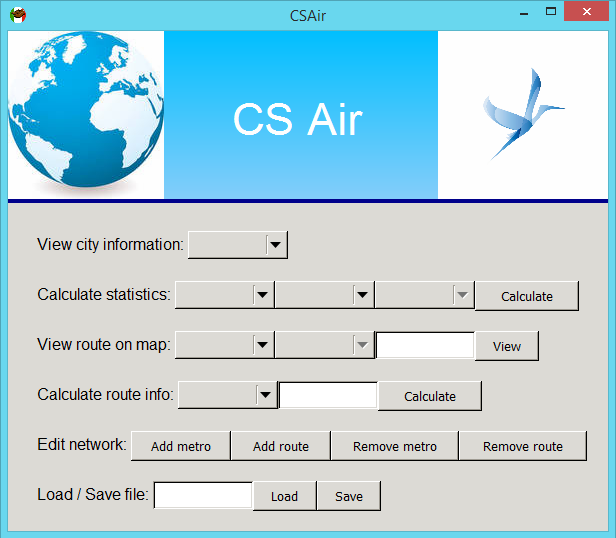 CSAir
CS Air
View city information:
Calculate statistics: Calculate
View route on map: View
Calculate route info: Calculate
Edit network: Add metro Add route Remove metro Remove route
Load / Save file: Load Save